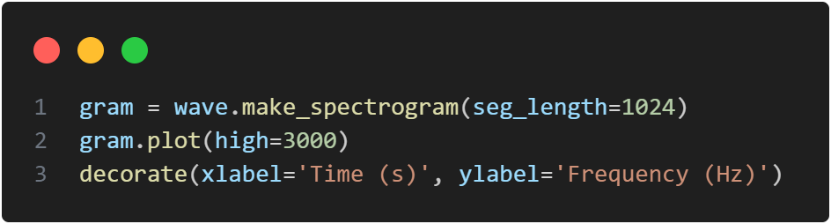 1 gram = wave.make_spectrogram(seg_length=1024)
2 gram.plot(high=3000)
3 decorate(xlabel='Time (s)', ylabel='Frequency (Hz)')